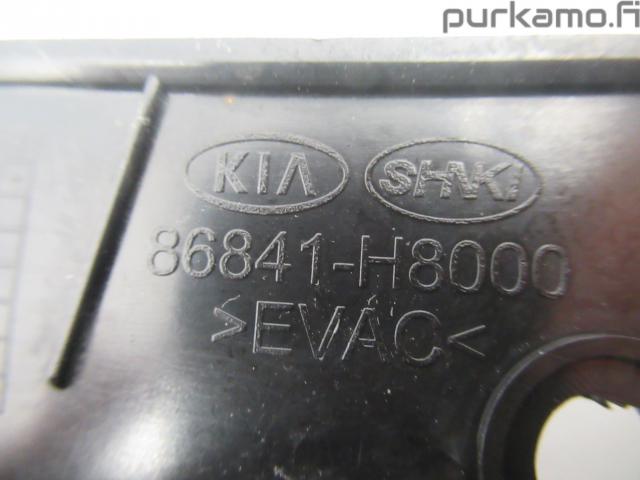 purkamo.fi
KIA SHAKI
86841-H8000
>EVAC<